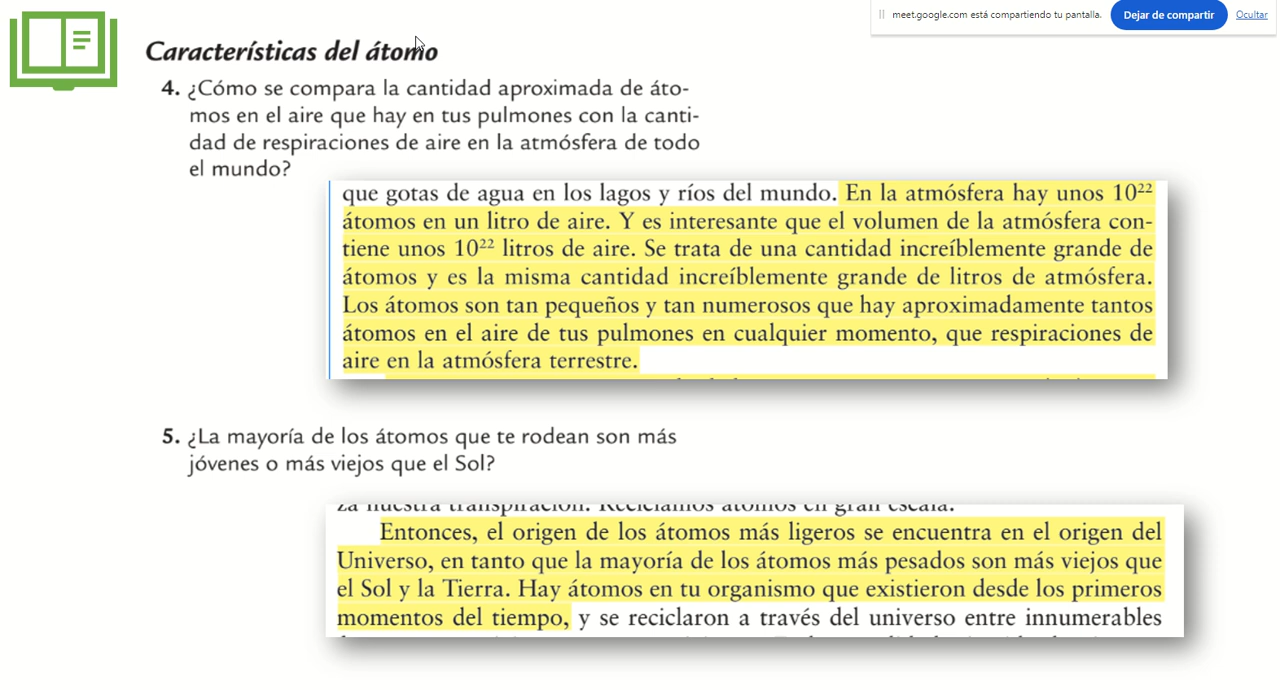 || meet.google.com está compartiendo tu pantalla. Dejar de compartir Ocultar
Características del átomo
4. ¿Cómo se compara la cantidad aproximada de áto-
mos en el aire que hay en tus pulmones con la canti-
dad de respiraciones de aire en la atmósfera de todo
el mundo?
que gotas de agua en los lagos y ríos del mundo. En la atmósfera hay unos 10²²
átomos en un litro de aire. Y es interesante que el volumen de la atmósfera con-
tiene unos 10²² litros de aire. Se trata de una cantidad increíblemente grande de
átomos y es la misma cantidad increíblemente grande de litros de atmósfera.
Los átomos son tan pequeños y tan numerosos que hay aproximadamente tantos
átomos en el aire de tus pulmones en cualquier momento, que respiraciones de
aire en la atmósfera terrestre.
5. ¿La mayoría de los átomos que te rodean son más
jóvenes o más viejos que el Sol?
za nuestra transpiración. Reciclamos átomos en gran escala.
Entonces, el origen de los átomos más ligeros se encuentra en el origen del
Universo, en tanto que la mayoría de los átomos más pesados son más viejos que
el Sol y la Tierra. Hay átomos en tu organismo que existieron desde los primeros
momentos del tiempo, y se reciclaron a través del universo entre innumerables